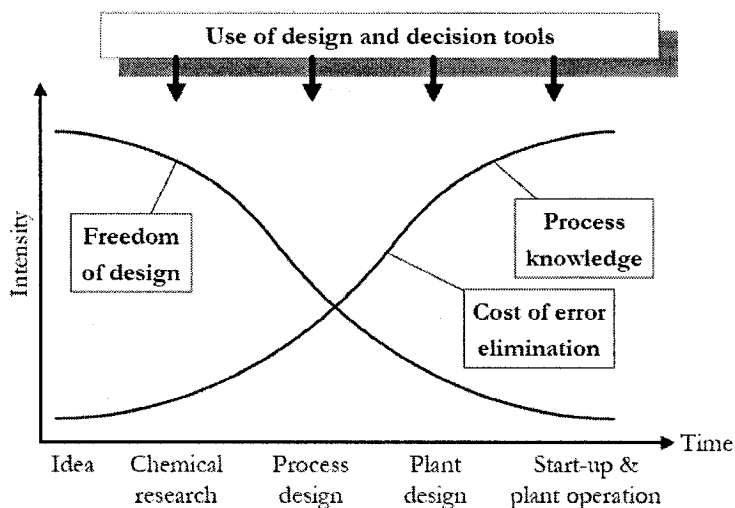 Use of design and decision tools
Intensity
Freedom
of design
Process
knowledge
Cost of error
elimination
Time
Idea
Chemical
research
Process
design
Plant
design
Start-up &
plant operation